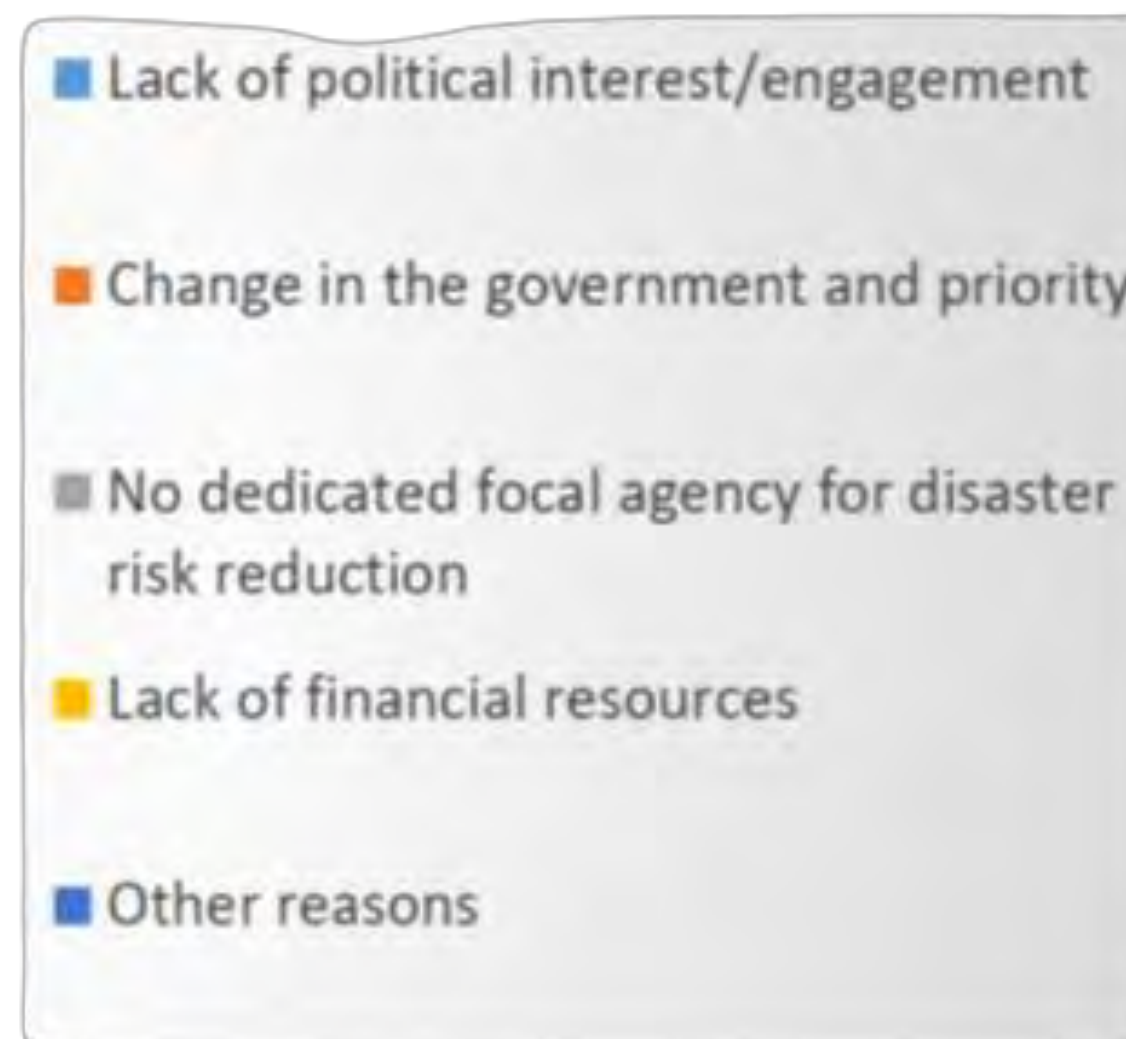 Lack of political interest/engagement
Change in the government and priority
No dedicated focal agency for disaster
risk reduction
Lack of financial resources
Other reasons